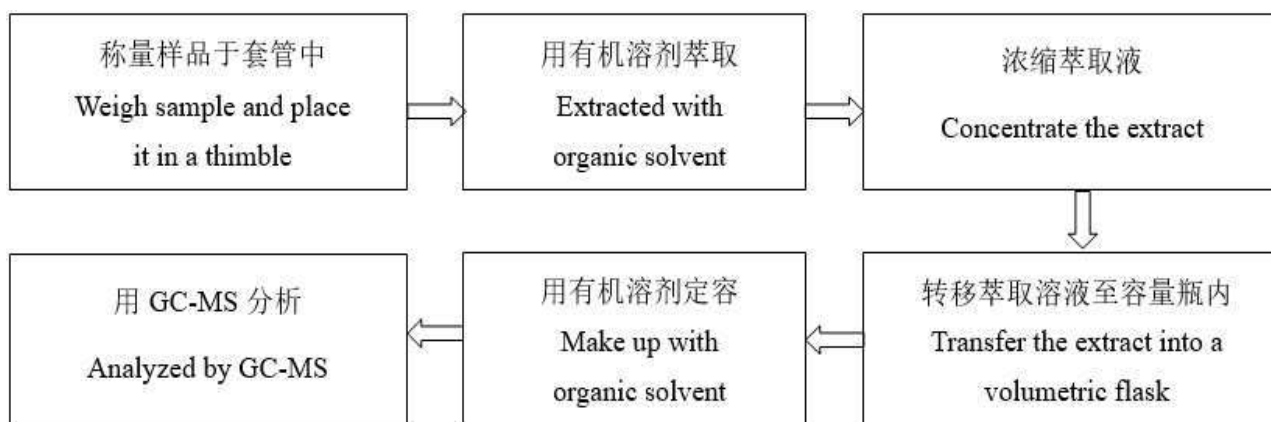 称量样品于套管中
Weigh sample and place
it in a thimble
用有机溶剂萃取
Extracted with
organic solvent
浓缩萃取液
Concentrate the extract
转移萃取溶液至容量瓶内
Transfer the extract into a
volumetric flask
用有机溶剂定容
Make up with
organic solvent
用 GC-MS 分析
Analyzed by GC-MS